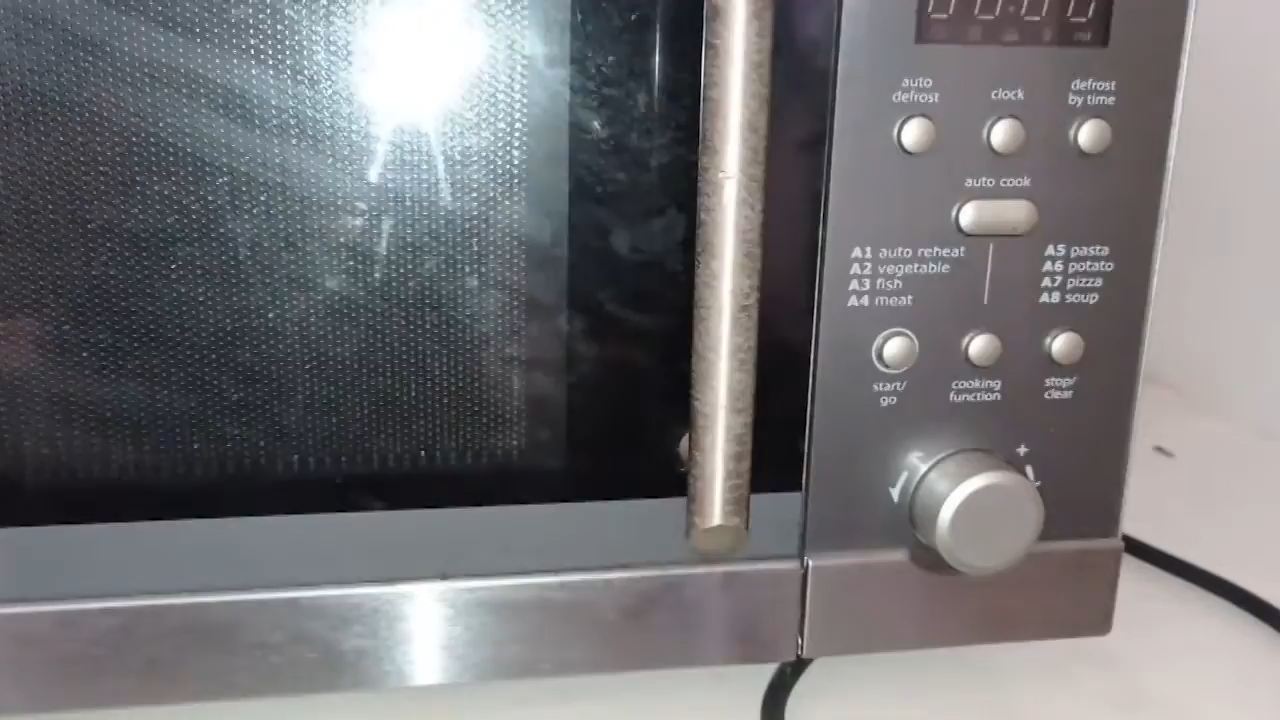 auto defrost
clock
defrost by time
auto cook
A1 auto reheat
A2 vegetable
A3 fish
A4 meat
A5 pasta
A6 potato
A7 pizza
A8 soup
start/ go
cooking function
stop/ clear
+